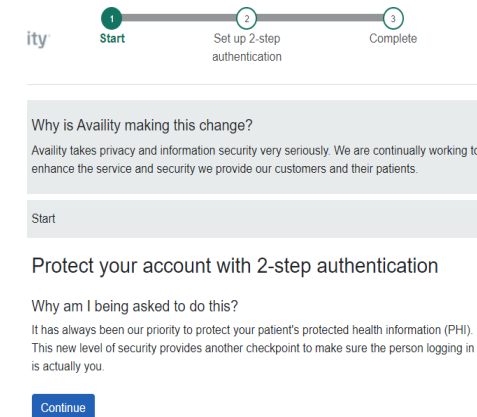 1 2 3
ity Start Set up 2-step Complete
authentication
Why is Availity making this change?
Availity takes privacy and information security very seriously. We are continually working to
enhance the service and security we provide our customers and their patients.
Start
Protect your account with 2-step authentication
Why am I being asked to do this?
It has always been our priority to protect your patient's protected health information (PHI).
This new level of security provides another checkpoint to make sure the person logging in
is actually you.
Continue